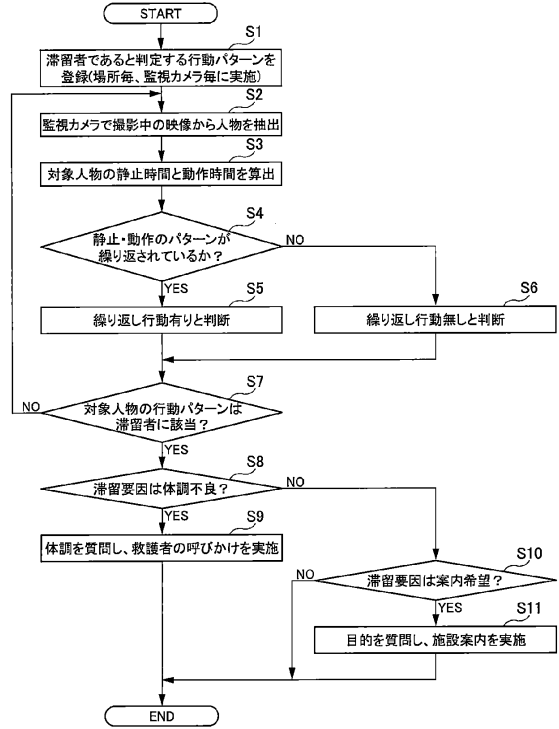 START
S1
滞留者であると判定する行動パターンを
登録(場所毎、監視カメラ毎に実施)
S2
監視カメラで撮影中の映像から人物を抽出
S3
対象人物の静止時間と動作時間を算出
S4
静止・動作のパターンが
繰り返されているか？
NO
YES
S5
繰り返し行動有りと判断
S6
繰り返し行動無しと判断
S7
対象人物の行動パターンは
滞留者に該当？
NO
YES
S8
滞留要因は体調不良？
NO
YES
S9
体調を質問し、救護者の呼びかけを実施
S10
滞留要因は案内希望？
NO
YES
S11
目的を質問し、施設案内を実施
END